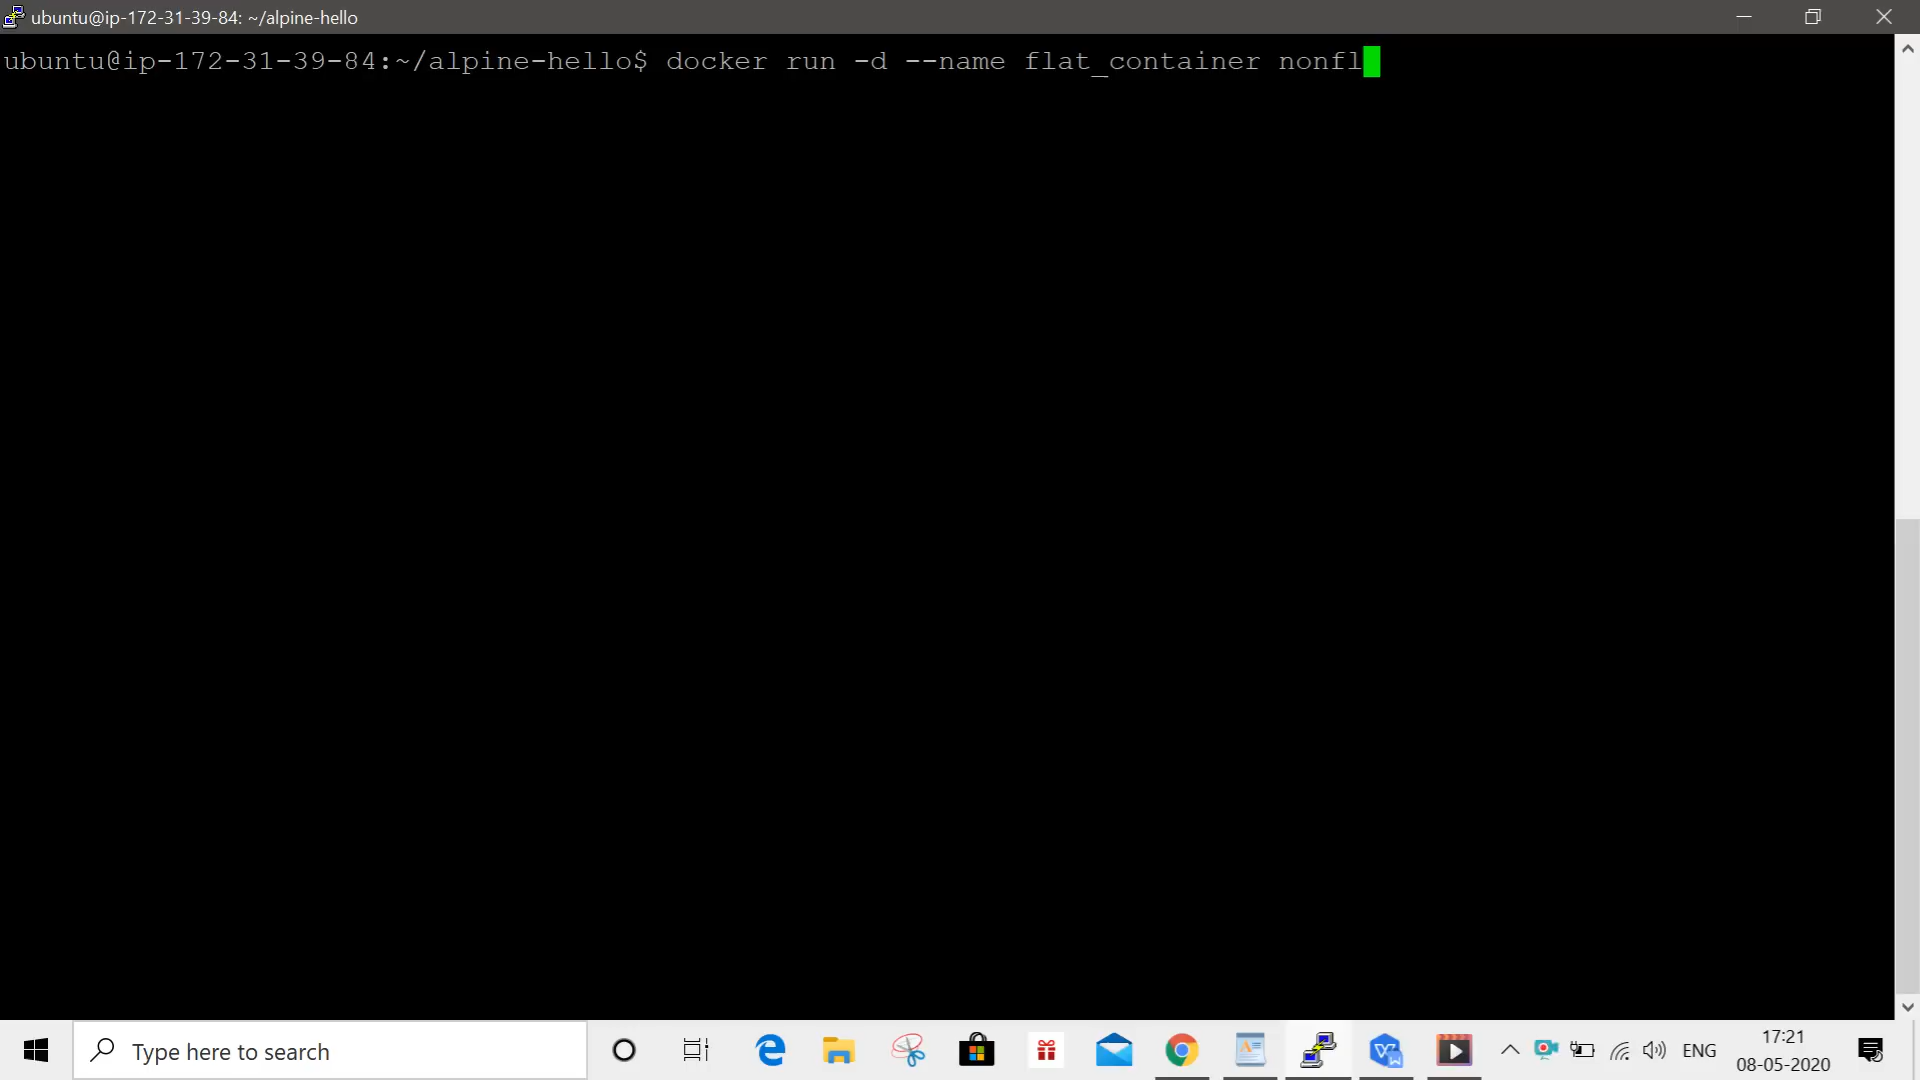 ubuntu@ip-172-31-39-84: ~/alpine-hello
ubuntu@ip-172-31-39-84:~/alpine-hello$ docker run -d --name flat_container nonfl
Type here to search
ENG
17:21
08-05-2020